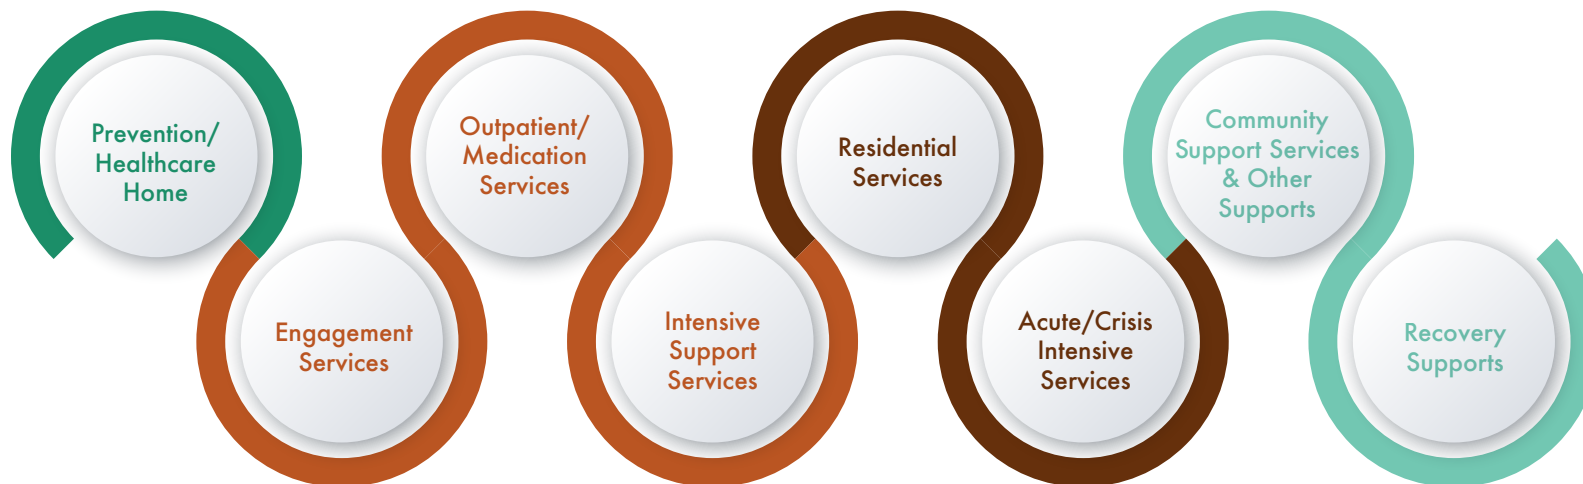 Prevention/
Healthcare
Home
Engagement
Services
Outpatient/
Medication
Services
Intensive
Support
Services
Residential
Services
Acute/Crisis
Intensive
Services
Community
Support Services
& Other
Supports
Recovery
Supports